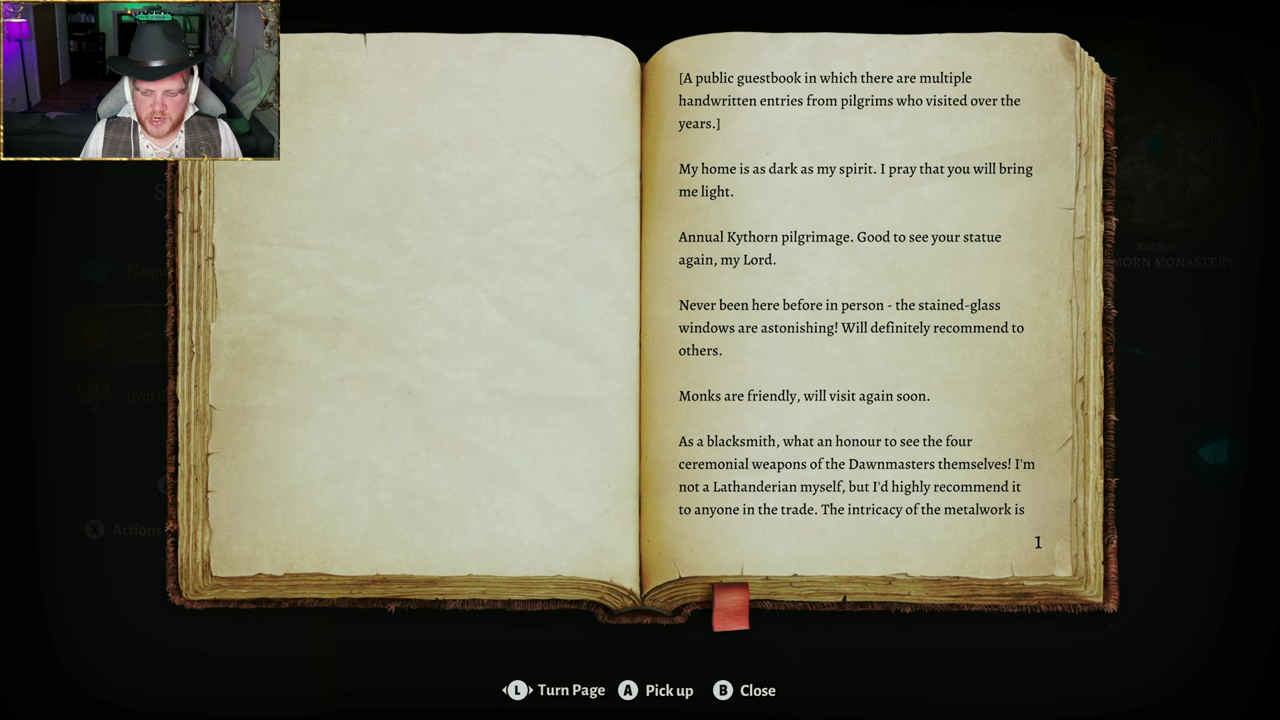 [A public guestbook in which there are multiple
handwritten entries from pilgrims who visited over the
years.]
My home is as dark as my spirit. I pray that you will bring
me light.
Annual Kythorn pilgrimage. Good to see your statue
again, my Lord.
Never been here before in person - the stained-glass
windows are astonishing! Will definitely recommend to
others.
Monks are friendly, will visit again soon.
As a blacksmith, what an honour to see the four
ceremonial weapons of the Dawnmasters themselves! I'm
not a Lathanderian myself, but I'd highly recommend it
to anyone in the trade. The intricacy of the metalwork is
1
Plaque
Iron
MORN MONASTERY
X Actions
L Turn Page A Pick up B Close